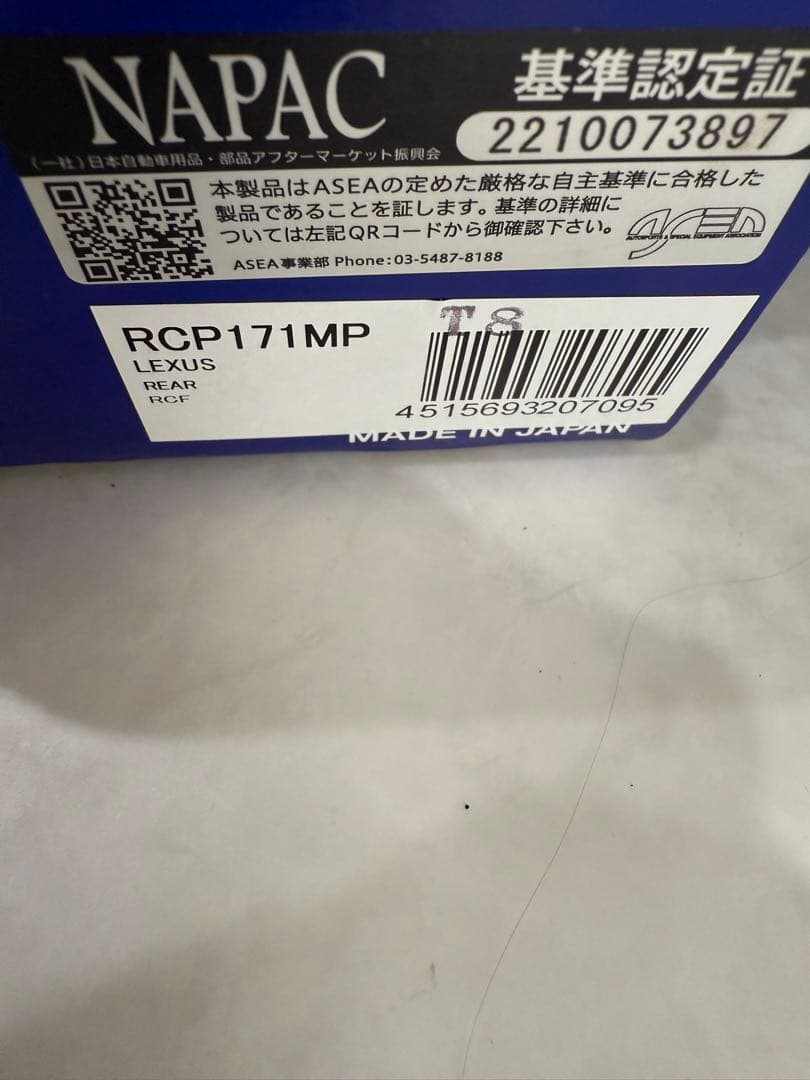 NAPAC
基準認定証
2210073897
(一社)日本自動車用品・部品アフターマーケット振興会
本製品はASEAの定めた厳格な自主基準に合格した
製品であることを証します。基準の詳細に
ついては左記QRコードから御確認下さい。
ASEA事業部 Phone:03-5487-8188
ASEA
AUTOSPORTS & SPECIAL EQUIPMENT ASSOCIATION
RCP171MP
T8
LEXUS
REAR
RCF
4515693207095
MADE IN JAPAN